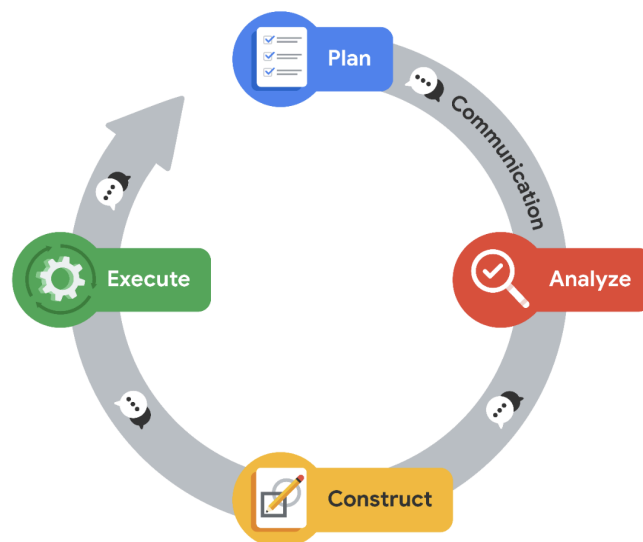 Plan
Communication
Analyze
Construct
Execute